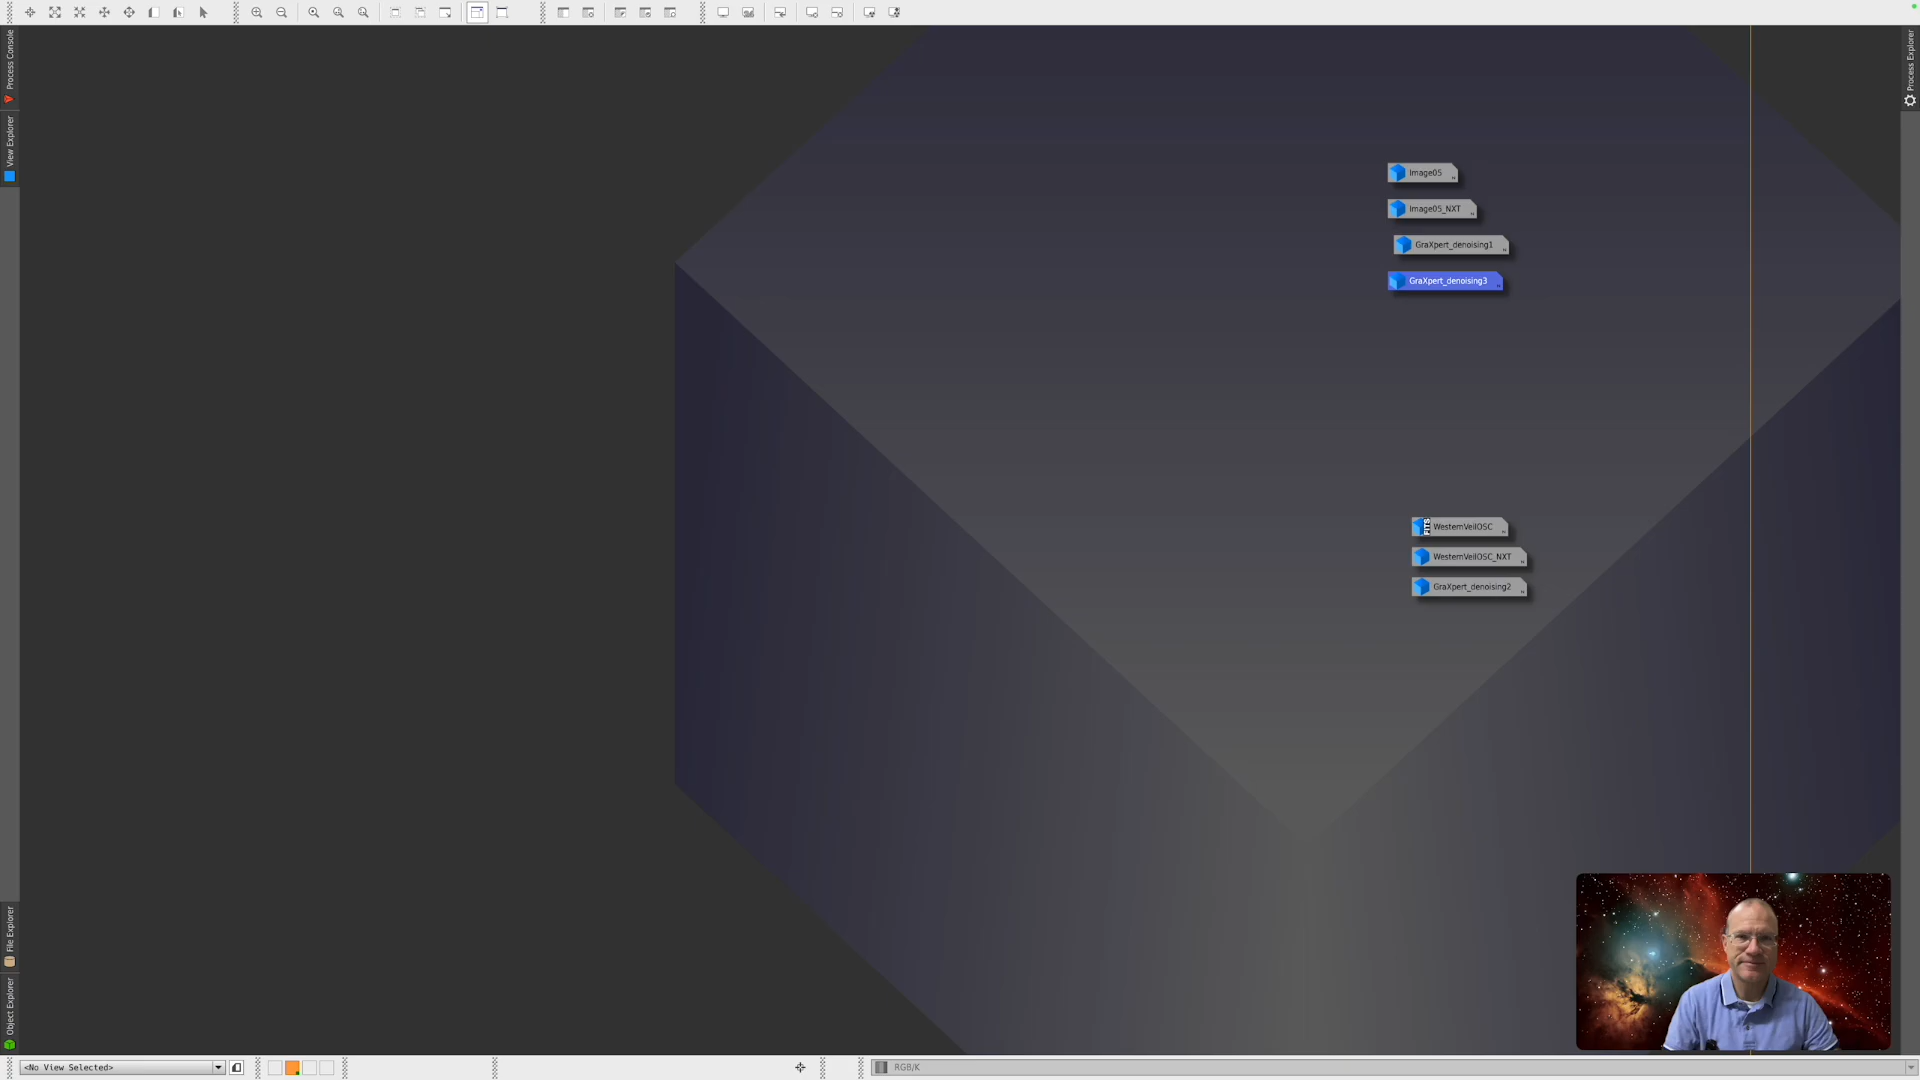 Process Console
View Explorer
File Explorer
Object Explorer
Process Explorer
Image05
Image05_NXT
GraXpert_denoising1
GraXpert_denoising3
WesternVeilOSC
WesternVeilOSC_NXT
GraXpert_denoising2
<No View Selected>
RGB/K